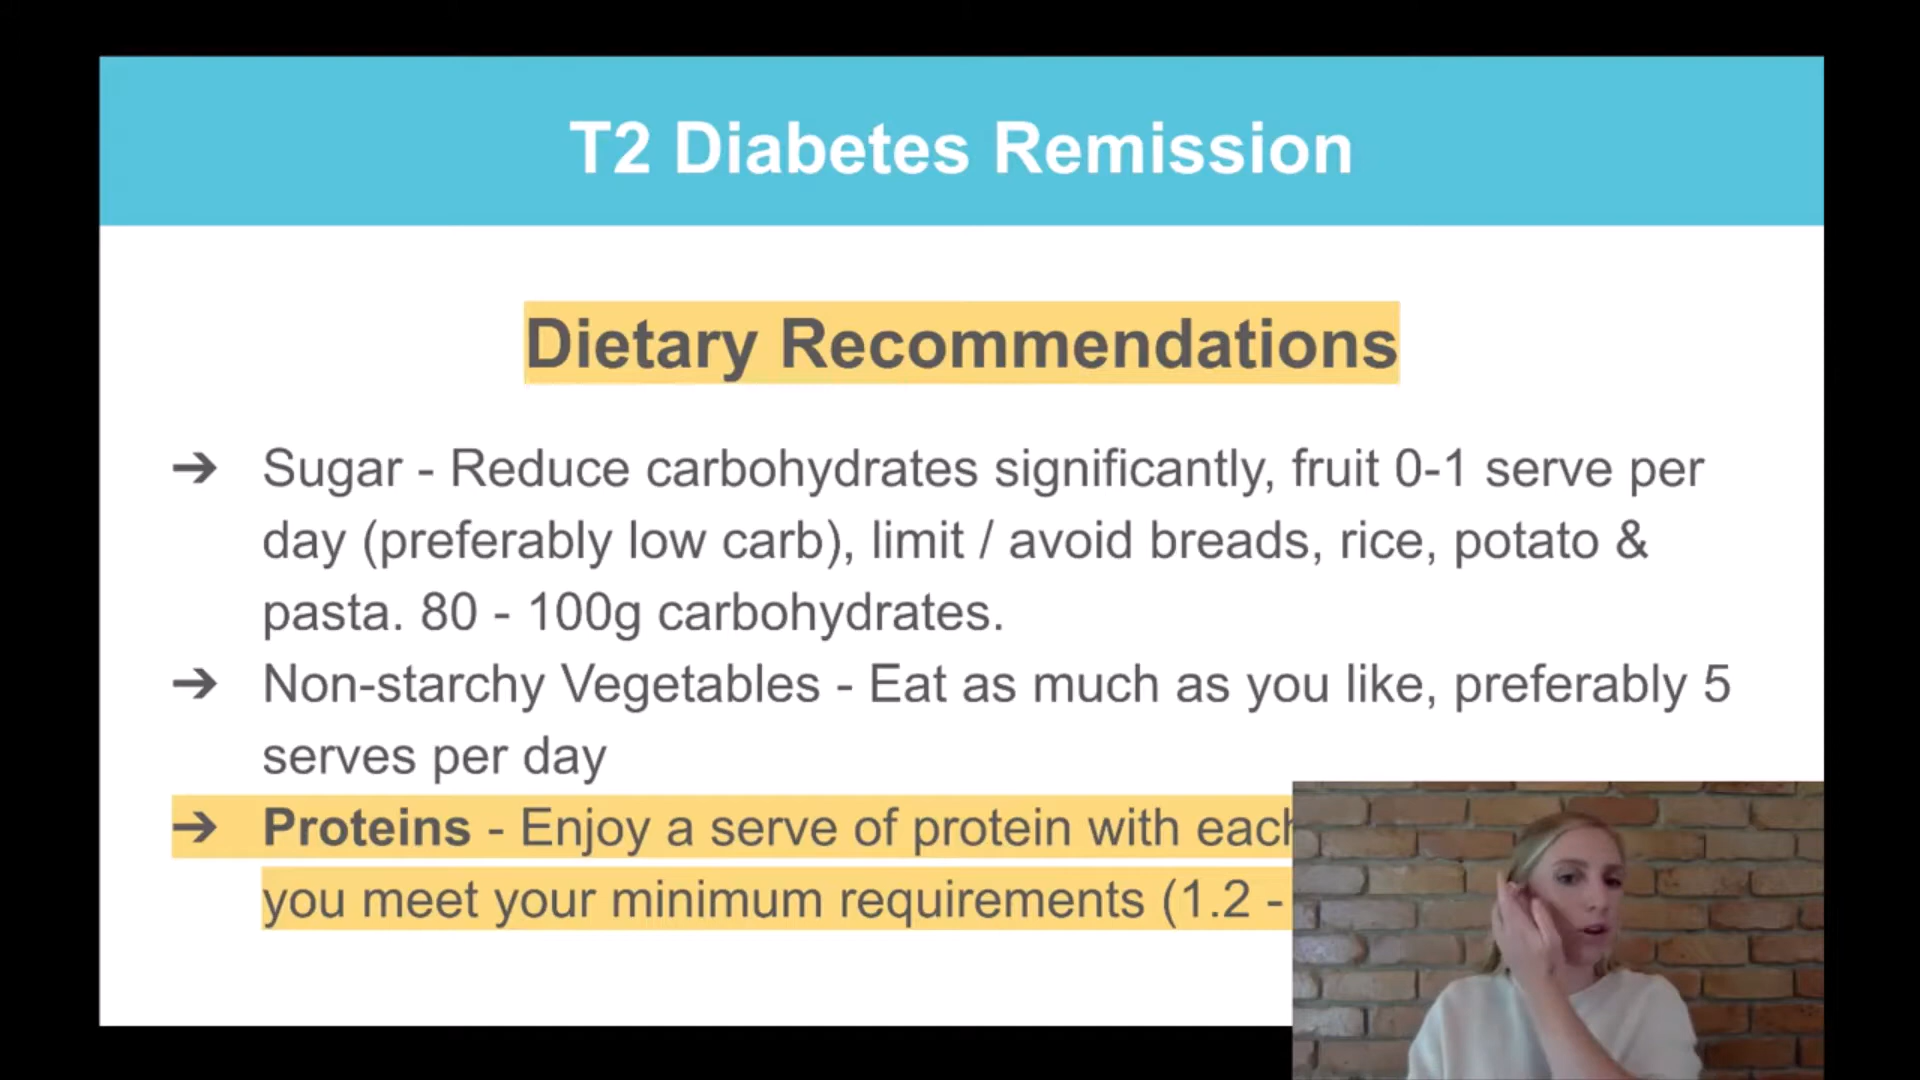 T2 Diabetes Remission
Dietary Recommendations
➔ Sugar - Reduce carbohydrates significantly, fruit 0-1 serve per
day (preferably low carb), limit / avoid breads, rice, potato &
pasta. 80 - 100g carbohydrates.
➔ Non-starchy Vegetables - Eat as much as you like, preferably 5
serves per day
➔ Proteins - Enjoy a serve of protein with each
you meet your minimum requirements (1.2 -